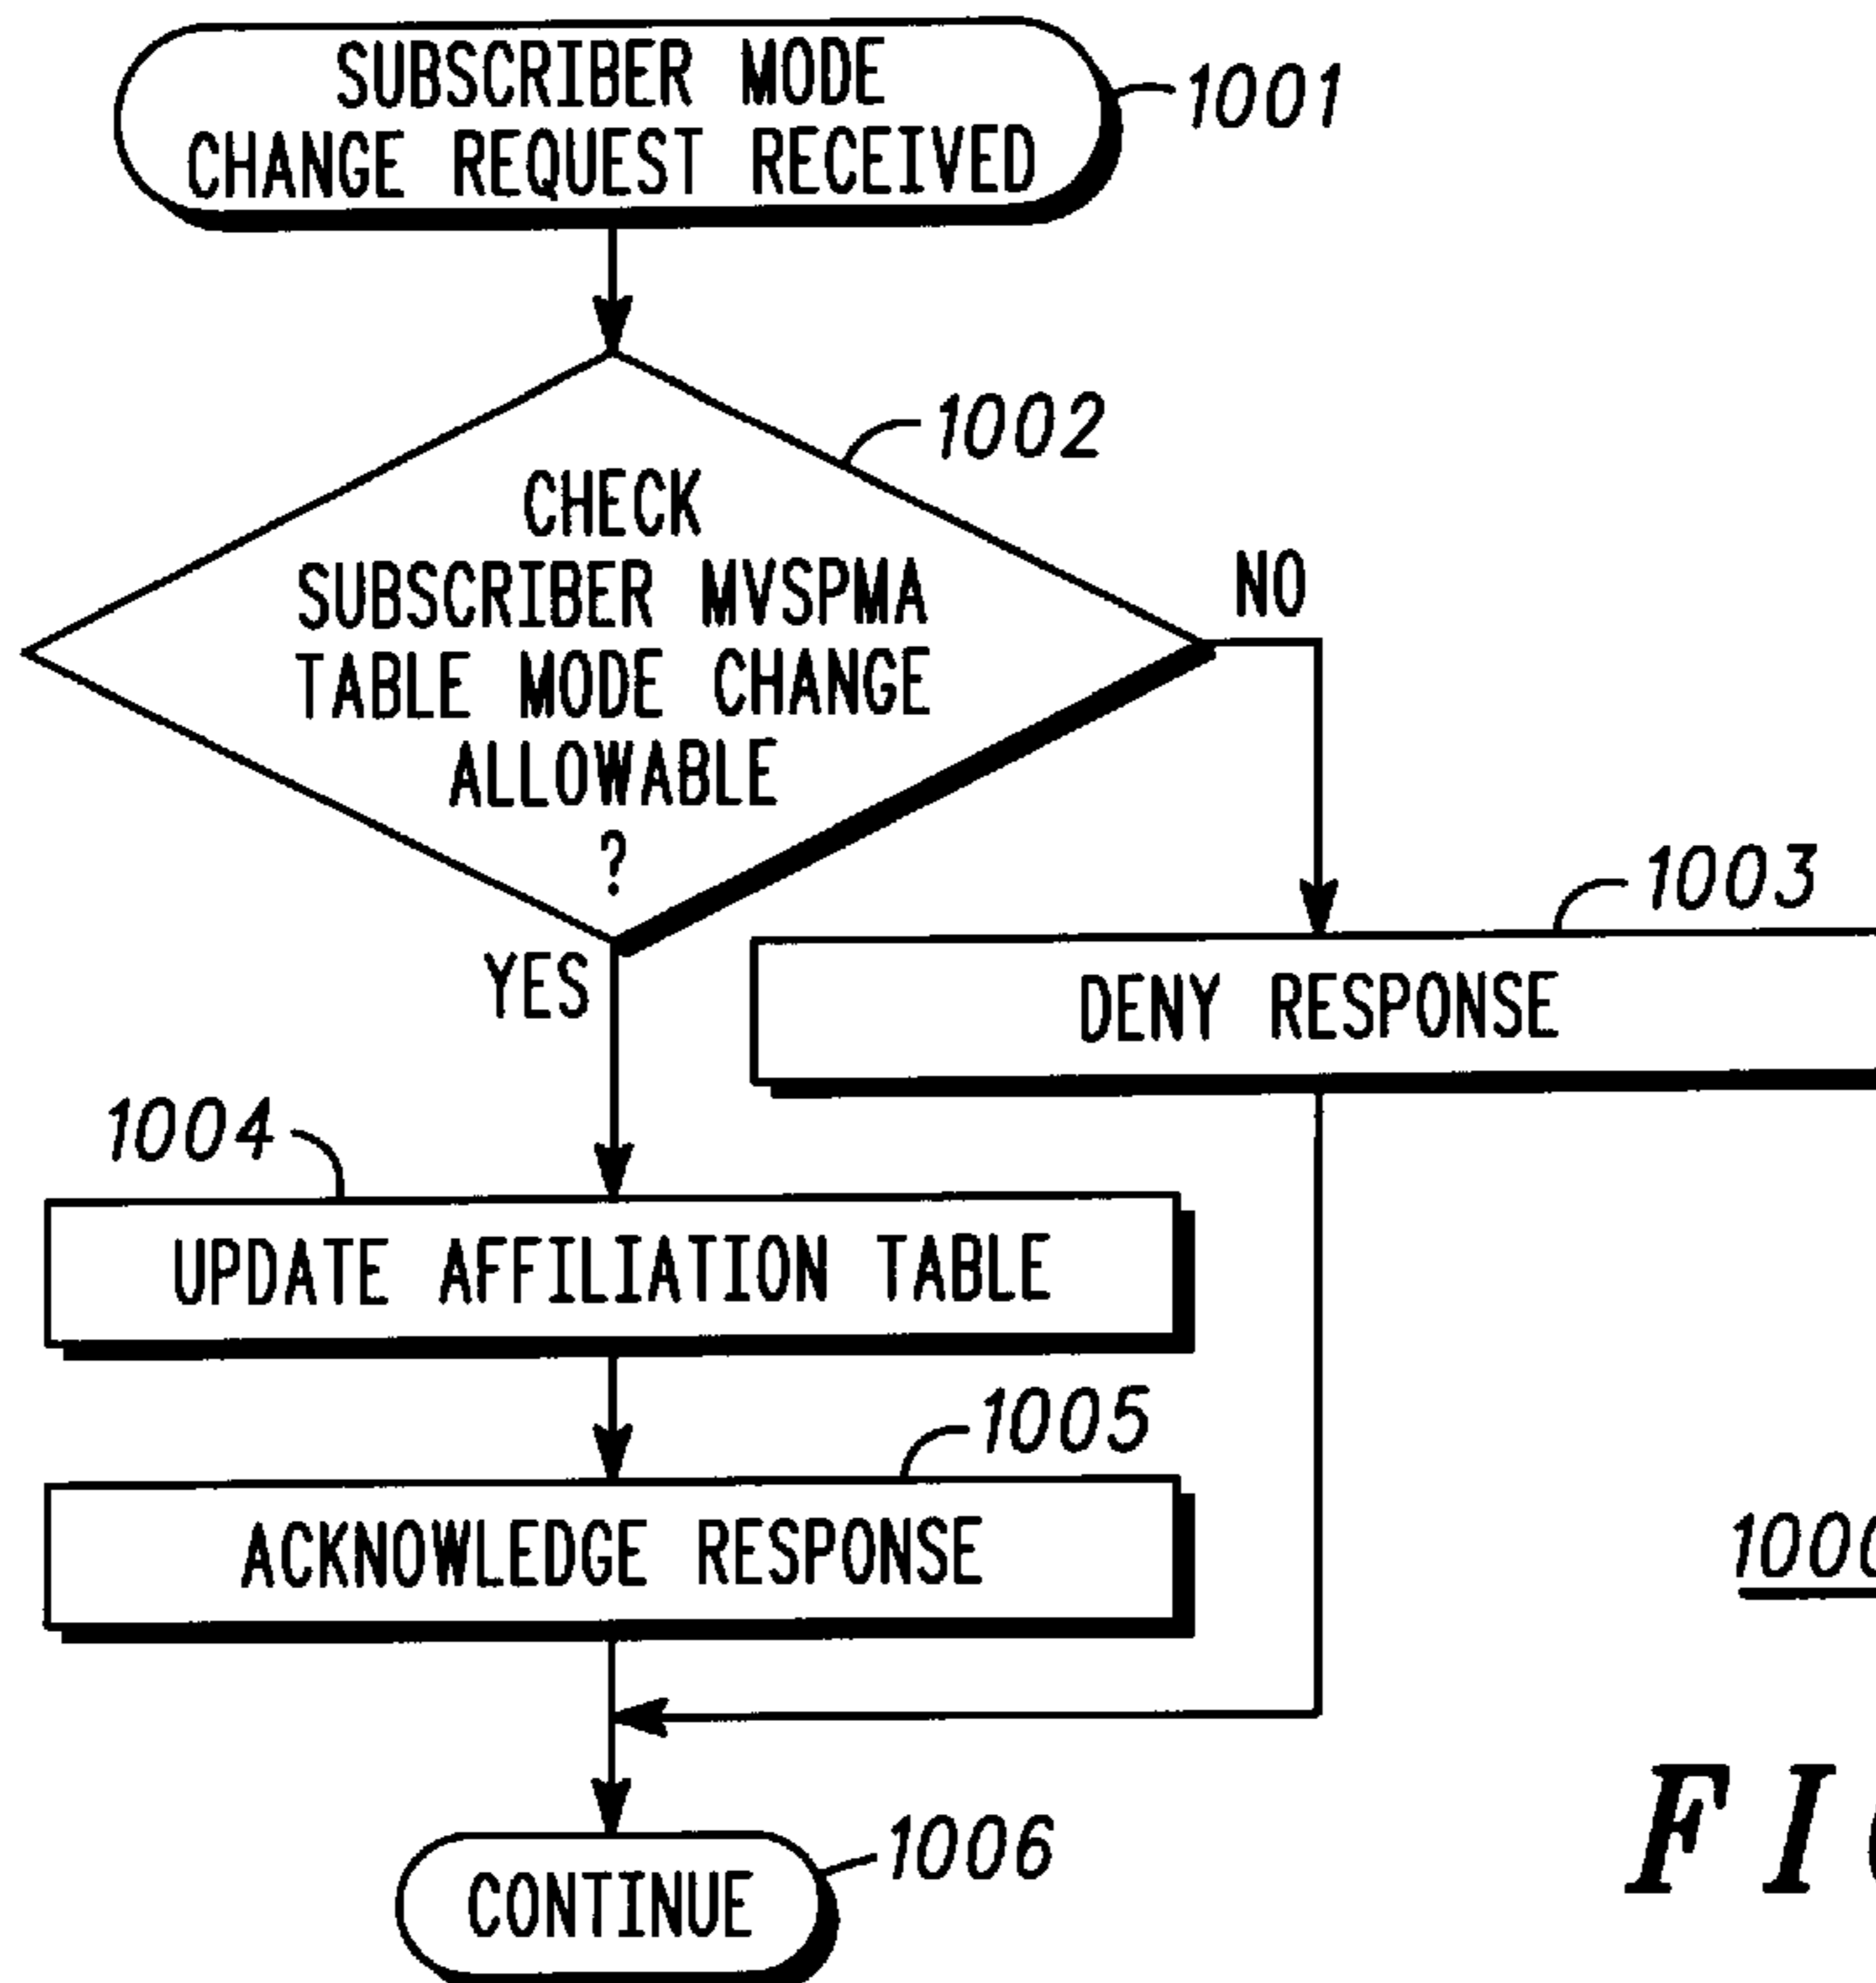 SUBSCRIBER MODE
CHANGE REQUEST RECEIVED
1001
1002
CHECK
SUBSCRIBER MVSPMA
TABLE MODE CHANGE
ALLOWABLE
?
NO
YES
1003
DENY RESPONSE
1004
UPDATE AFFILIATION TABLE
1005
ACKNOWLEDGE RESPONSE
1000
1006
CONTINUE